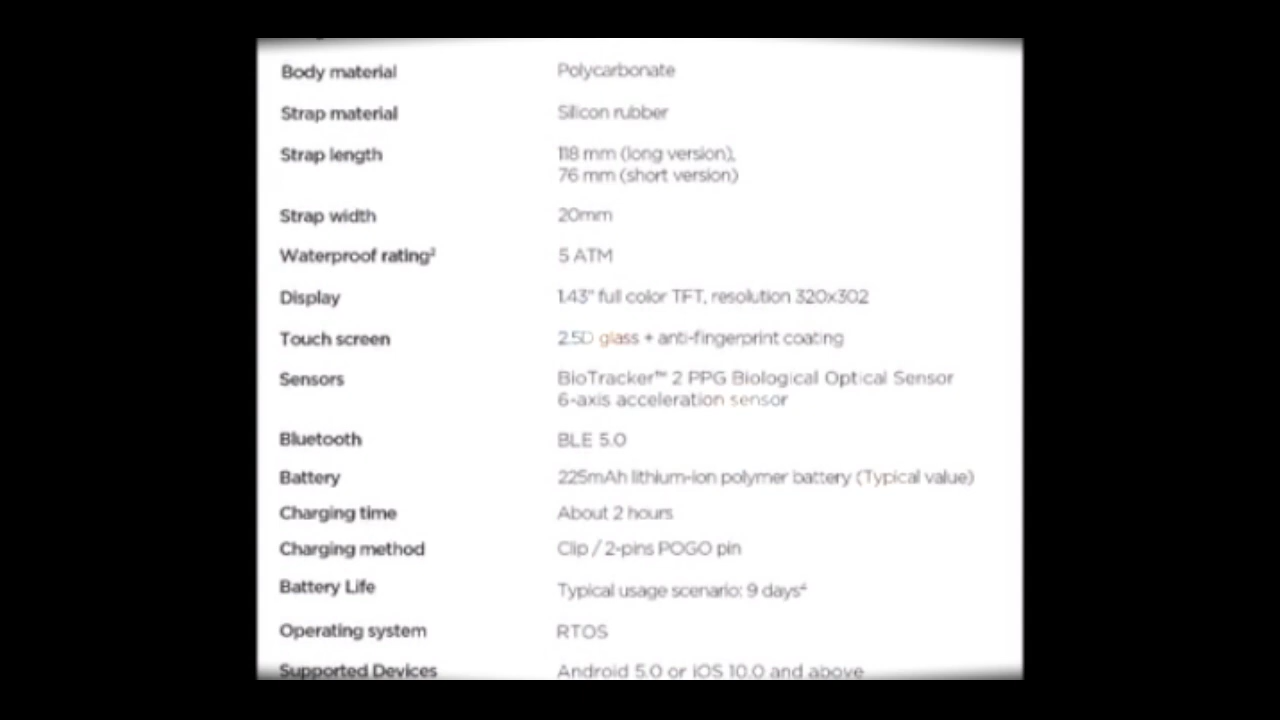 Body material Polycarbonate
Strap material Silicon rubber
Strap length 118 mm (long version),
76 mm (short version)
Strap width 20mm
Waterproof rating² 5 ATM
Display 1.43" full color TFT, resolution 320x302
Touch screen 2.5D glass + anti-fingerprint coating
Sensors BioTracker™ 2 PPG Biological Optical Sensor
6-axis acceleration sensor
Bluetooth BLE 5.0
Battery 225mAh lithium-ion polymer battery (Typical value)
Charging time About 2 hours
Charging method Clip / 2-pins POGO pin
Battery Life Typical usage scenario: 9 days⁴
Operating system RTOS
Supported Devices Android 5.0 or iOS 10.0 and above